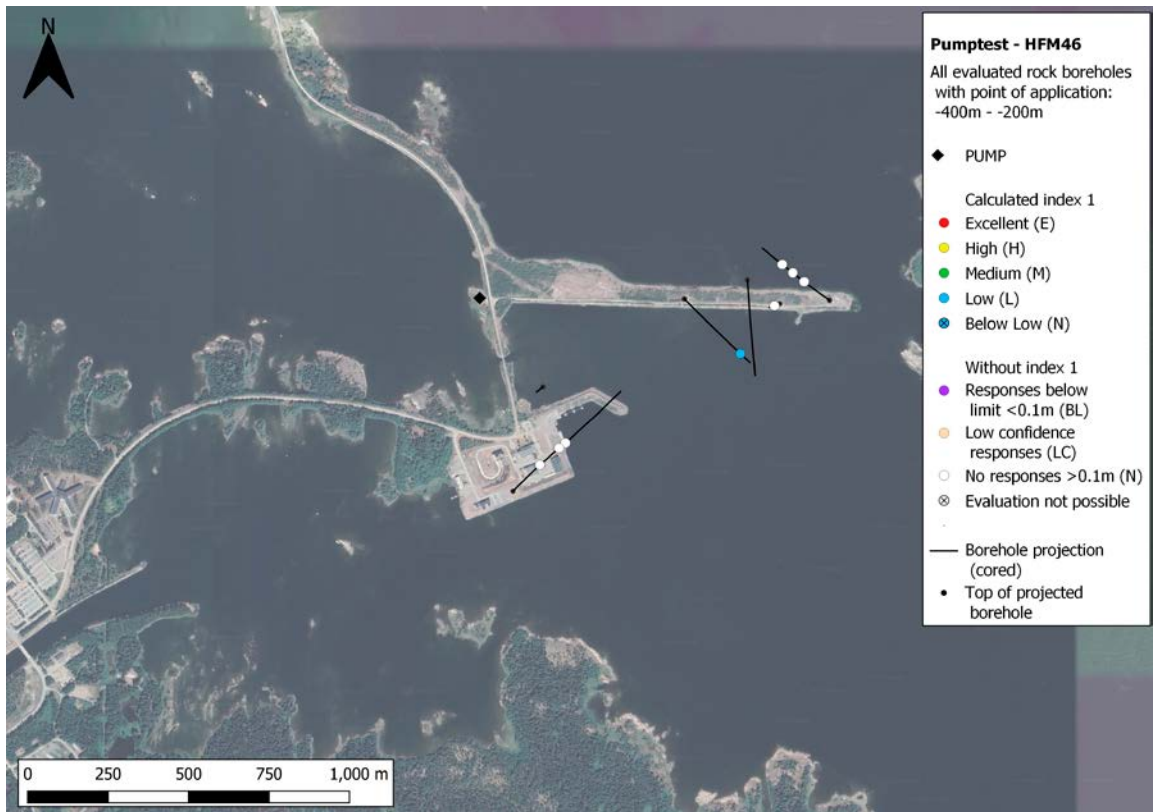 N
Pumptest - HFM46
All evaluated rock boreholes
with point of application:
-400m - -200m
PUMP
Calculated index 1
Excellent (E)
High (H)
Medium (M)
Low (L)
Below Low (N)
Without index 1
Responses below
limit <0.1m (BL)
Low confidence
responses (LC)
No responses >0.1m (N)
Evaluation not possible
Borehole projection
(cored)
Top of projected
borehole
0 250 500 750 1,000 m